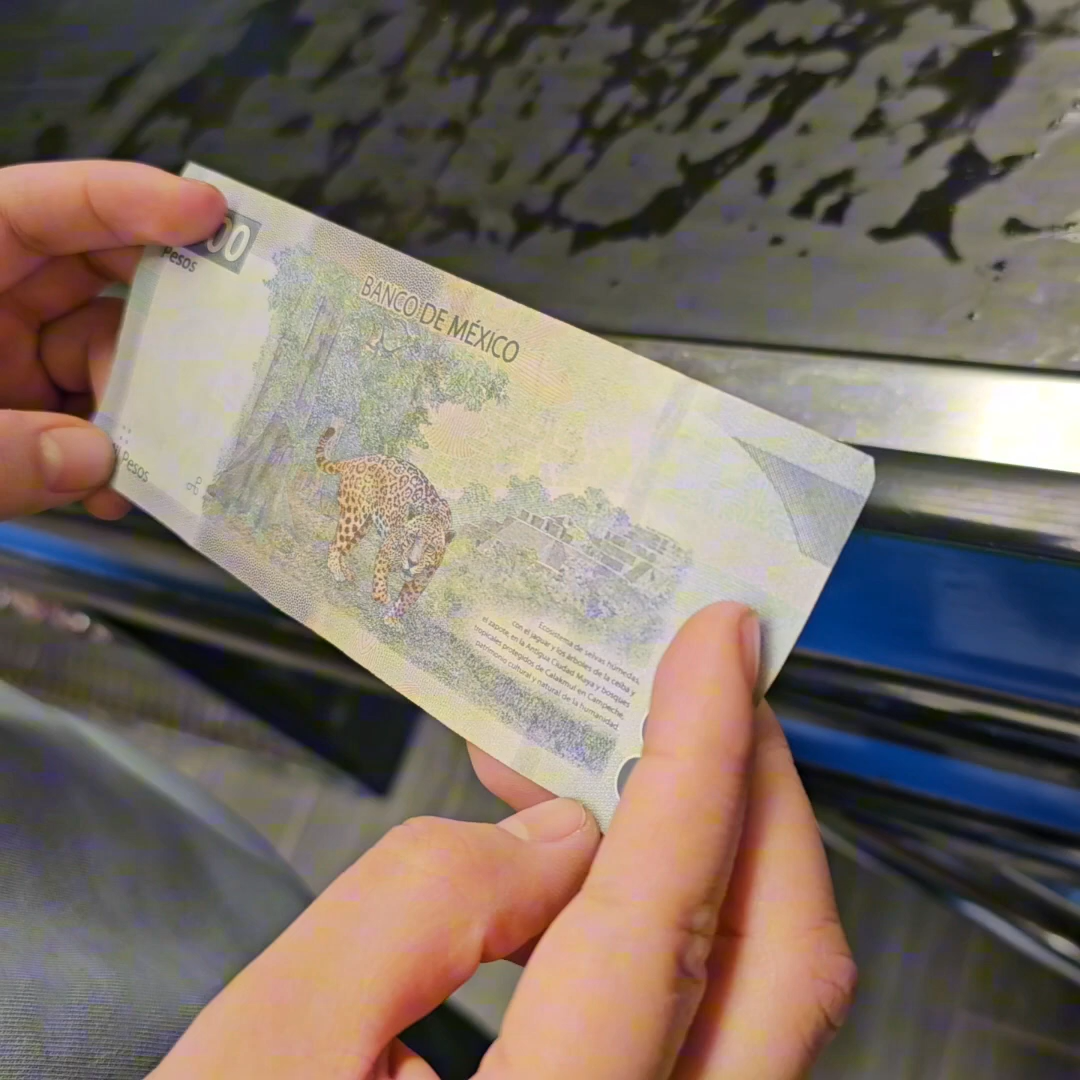 00
Pesos
BANCO DE MÉXICO
Pesos
Ecosistema de selvas húmedas,
con el jaguar y los árboles de la ceiba y
el zapote, en la Antigua Ciudad Maya y bosques
tropicales protegidos de Calakmul en Campeche,
patrimonio cultural y natural de la humanidad.